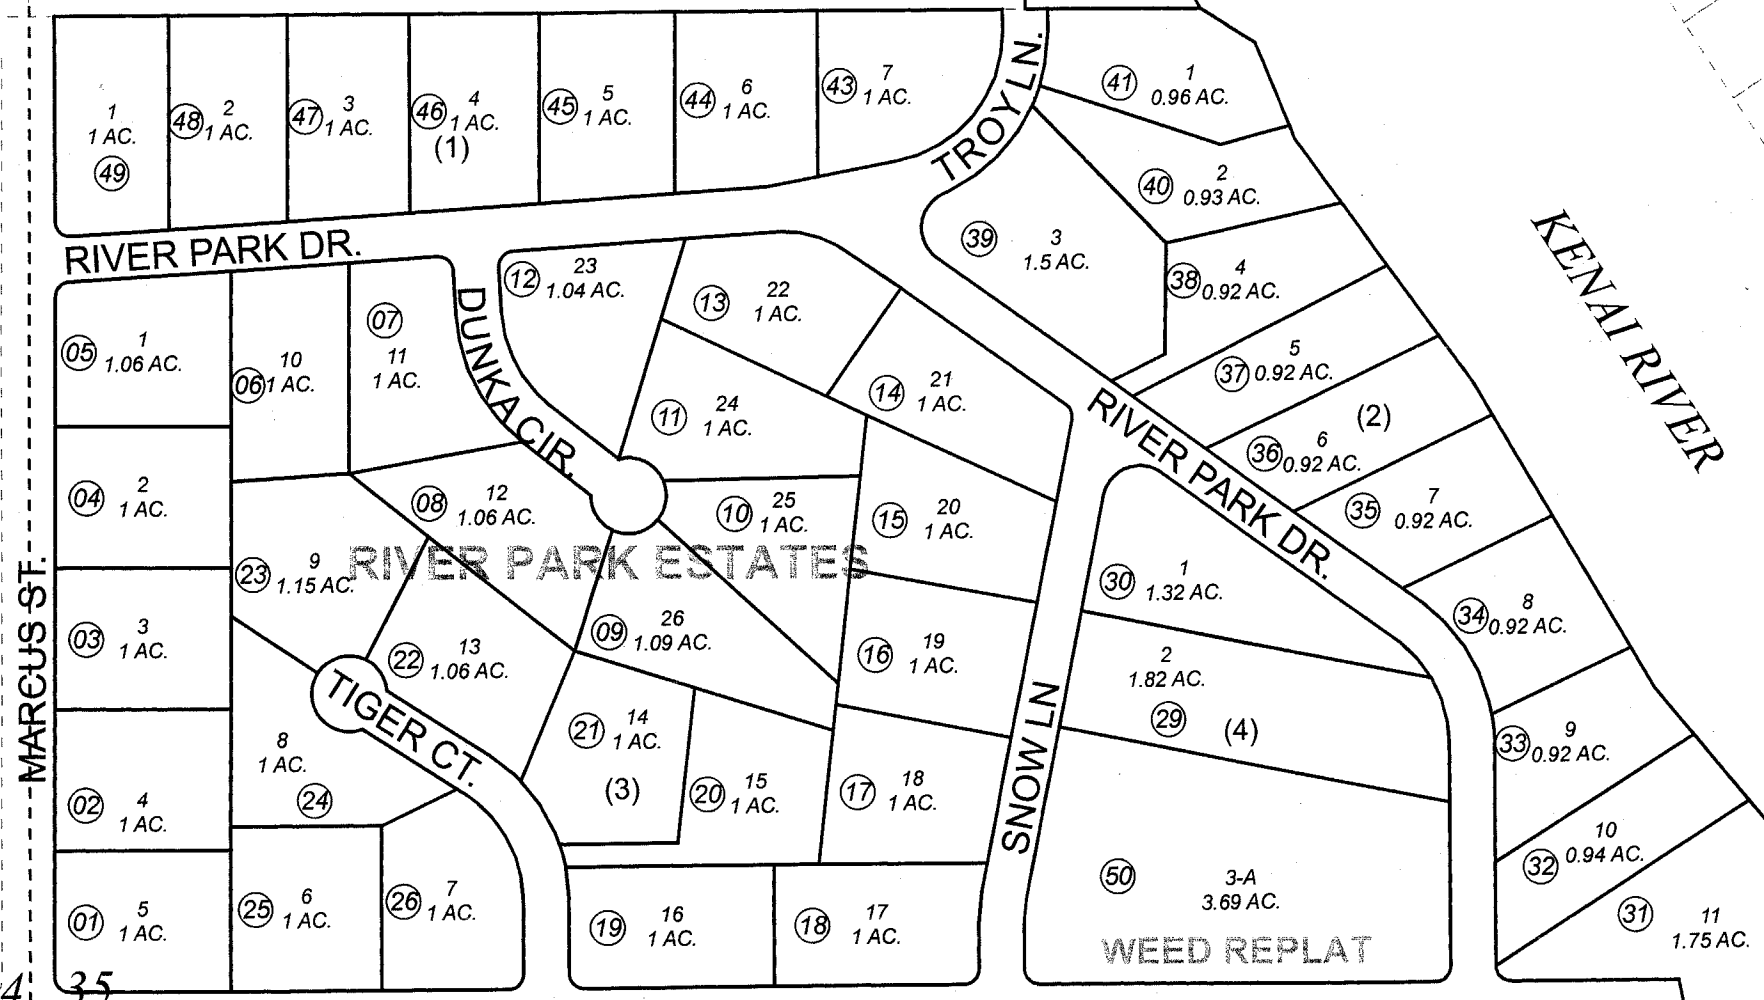 1
1 AC.
49
48
2
1 AC.
47
3
1 AC.
46
4
1 AC.
(1)
45
5
1 AC.
44
6
1 AC.
43
7
1 AC.
TROY LN.
41
1
0.96 AC.
40
2
0.93 AC.
39
3
1.5 AC.
38
4
0.92 AC.
37
5
0.92 AC.
36
6
0.92 AC.
(2)
35
7
0.92 AC.
34
8
0.92 AC.
33
9
0.92 AC.
32
10
0.94 AC.
31
11
1.75 AC.
KENAI RIVER
RIVER PARK DR.
RIVER PARK DR.
05
1
1.06 AC.
06
10
1 AC.
07
11
1 AC.
DUNKA CIR.
12
23
1.04 AC.
13
22
1 AC.
14
21
1 AC.
11
24
1 AC.
04
2
1 AC.
08
12
1.06 AC.
10
25
1 AC.
15
20
1 AC.
RIVER PARK ESTATES
23
9
1.15 AC.
22
13
1.06 AC.
09
26
1.09 AC.
16
19
1 AC.
MARCUS ST.
03
3
1 AC.
TIGER CT.
8
1 AC.
24
21
14
1 AC.
(3)
20
15
1 AC.
17
18
1 AC.
SNOW LN
30
1
1.32 AC.
2
1.82 AC.
29
(4)
50
3-A
3.69 AC.
WEED REPLAT
02
4
1 AC.
01
5
1 AC.
25
6
1 AC.
26
7
1 AC.
19
16
1 AC.
18
17
1 AC.
4
35